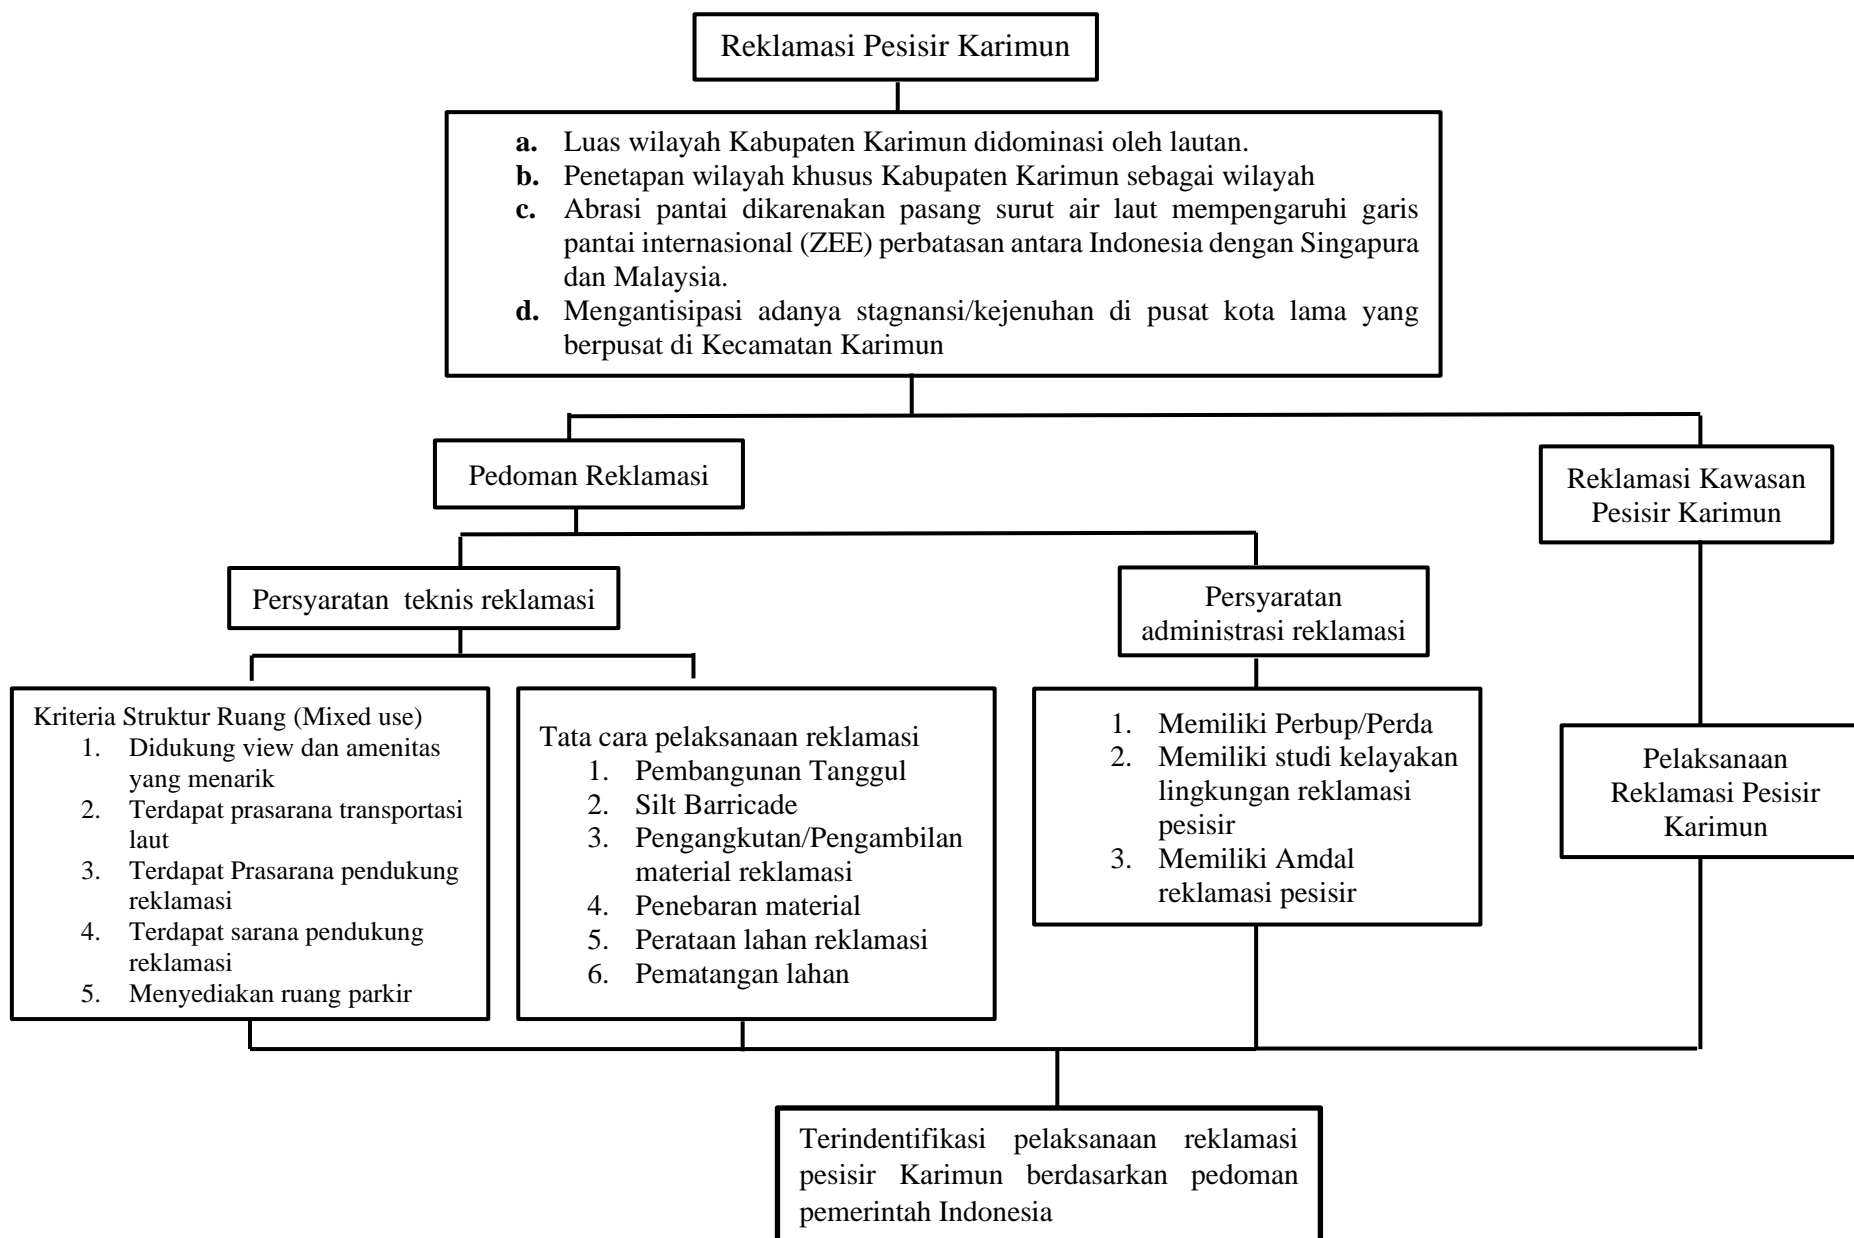 Reklamasi Pesisir Karimun
a. Luas wilayah Kabupaten Karimun didominasi oleh lautan.
b. Penetapan wilayah khusus Kabupaten Karimun sebagai wilayah
c. Abrasi pantai dikarenakan pasang surut air laut mempengaruhi garis
pantai internasional (ZEE) perbatasan antara Indonesia dengan Singapura
dan Malaysia.
d. Mengantisipasi adanya stagnansi/kejenuhan di pusat kota lama yang
berpusat di Kecamatan Karimun
Pedoman Reklamasi
Reklamasi Kawasan
Pesisir Karimun
Persyaratan teknis reklamasi
Persyaratan
administrasi reklamasi
Kriteria Struktur Ruang (Mixed use)
1. Didukung view dan amenitas
yang menarik
2. Terdapat prasarana transportasi
laut
3. Terdapat Prasarana pendukung
reklamasi
4. Terdapat sarana pendukung
reklamasi
5. Menyediakan ruang parkir
Tata cara pelaksanaan reklamasi
1. Pembangunan Tanggul
2. Silt Barricade
3. Pengangkutan/Pengambilan
material reklamasi
4. Penebaran material
5. Perataan lahan reklamasi
6. Pematangan lahan
1. Memiliki Perbup/Perda
2. Memiliki studi kelayakan
lingkungan reklamasi
pesisir
3. Memiliki Amdal
reklamasi pesisir
Pelaksanaan
Reklamasi Pesisir
Karimun
Terindentifikasi pelaksanaan reklamasi
pesisir Karimun berdasarkan pedoman
pemerintah Indonesia